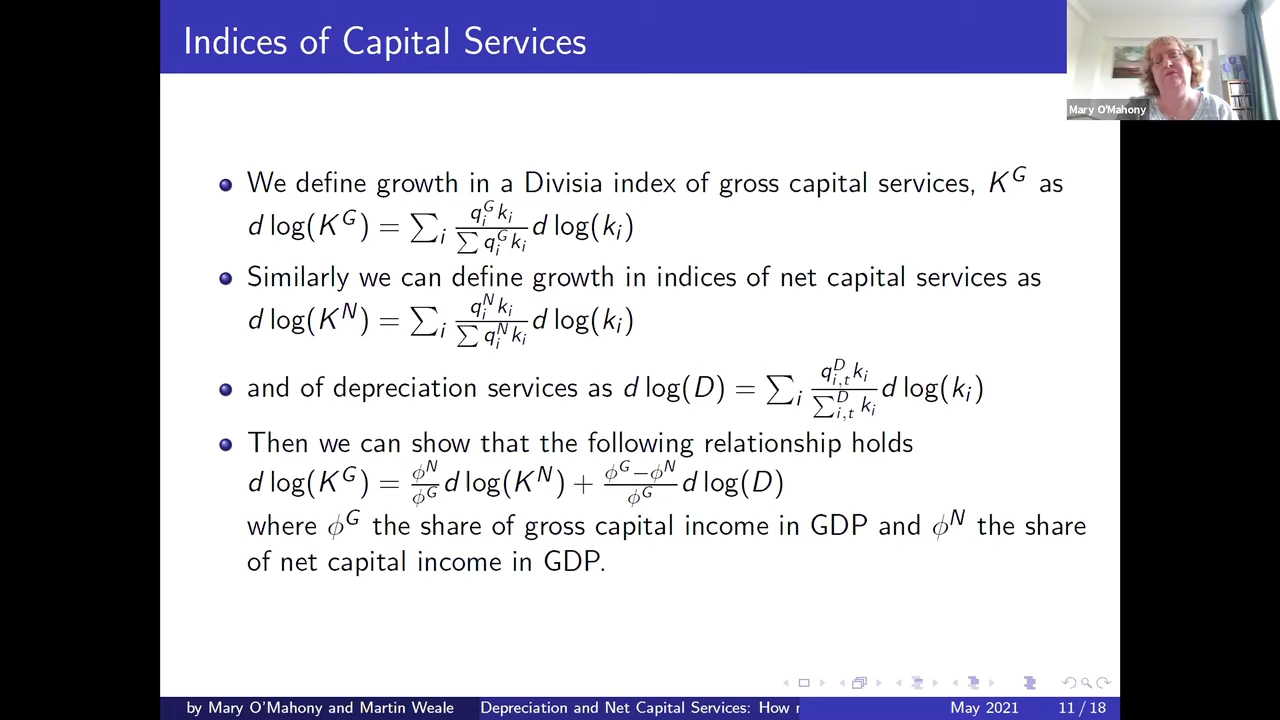 Indices of Capital Services
Mary O'Mahony
We define growth in a Divisia index of gross capital services, K^G as
d log(K^G) = ∑_i \frac{q_i^G k_i}{∑ q_i^G k_i} d log(k_i)
Similarly we can define growth in indices of net capital services as
d log(K^N) = ∑_i \frac{q_i^N k_i}{∑ q_i^N k_i} d log(k_i)
and of depreciation services as d log(D) = ∑_i \frac{q_{i,t}^D k_i}{∑_{i,t}^D k_i} d log(k_i)
Then we can show that the following relationship holds
d log(K^G) = \frac{ϕ^N}{ϕ^G} d log(K^N) + \frac{ϕ^G − ϕ^N}{ϕ^G} d log(D)
where ϕ^G the share of gross capital income in GDP and ϕ^N the share
of net capital income in GDP.
by Mary O'Mahony and Martin Weale Depreciation and Net Capital Services: How r May 2021 11 / 18